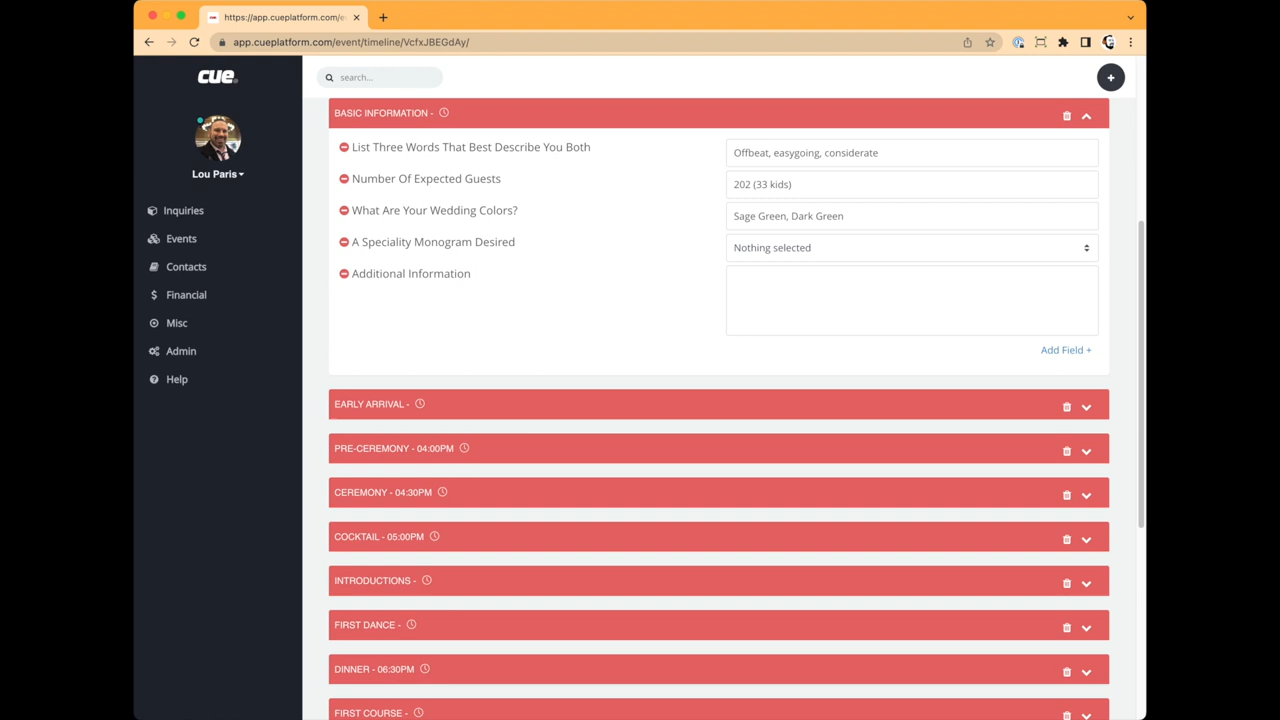 https://app.cueplatform.com/e
app.cueplatform.com/event/timeline/VcfxJBEGdAy/
cue
search...
Lou Paris
Inquiries
Events
Contacts
Financial
Misc
Admin
Help
BASIC INFORMATION -
List Three Words That Best Describe You Both
Offbeat, easygoing, considerate
Number Of Expected Guests
202 (33 kids)
What Are Your Wedding Colors?
Sage Green, Dark Green
A Speciality Monogram Desired
Nothing selected
Additional Information
Add Field +
EARLY ARRIVAL -
PRE-CEREMONY - 04:00PM
CEREMONY - 04:30PM
COCKTAIL - 05:00PM
INTRODUCTIONS -
FIRST DANCE -
DINNER - 06:30PM
FIRST COURSE -